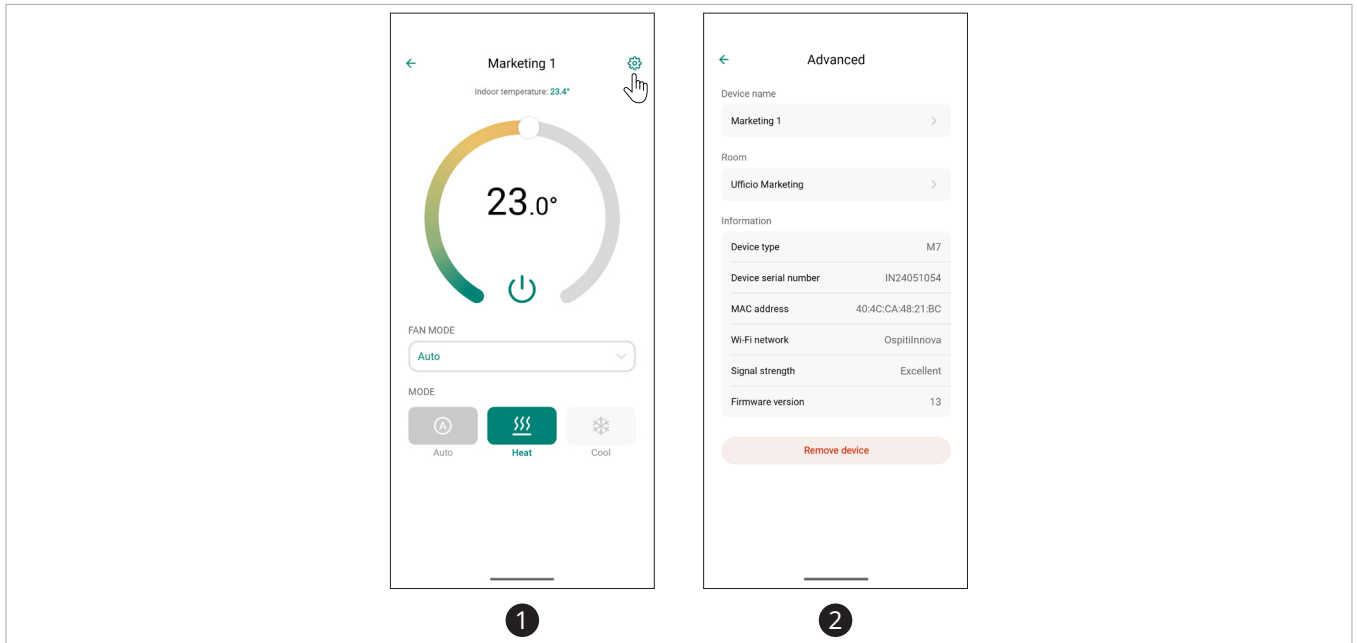 Marketing 1
Indoor temperature: 23.4°
23.0°
FAN MODE
Auto
MODE
A
Auto Heat Cool
1
Advanced
Device name
Marketing 1
Room
Ufficio Marketing
Information
Device type M7
Device serial number IN24051054
MAC address 40:4C:CA:48:21:BC
Wi-Fi network OspitiInnova
Signal strength Excellent
Firmware version 13
Remove device
2